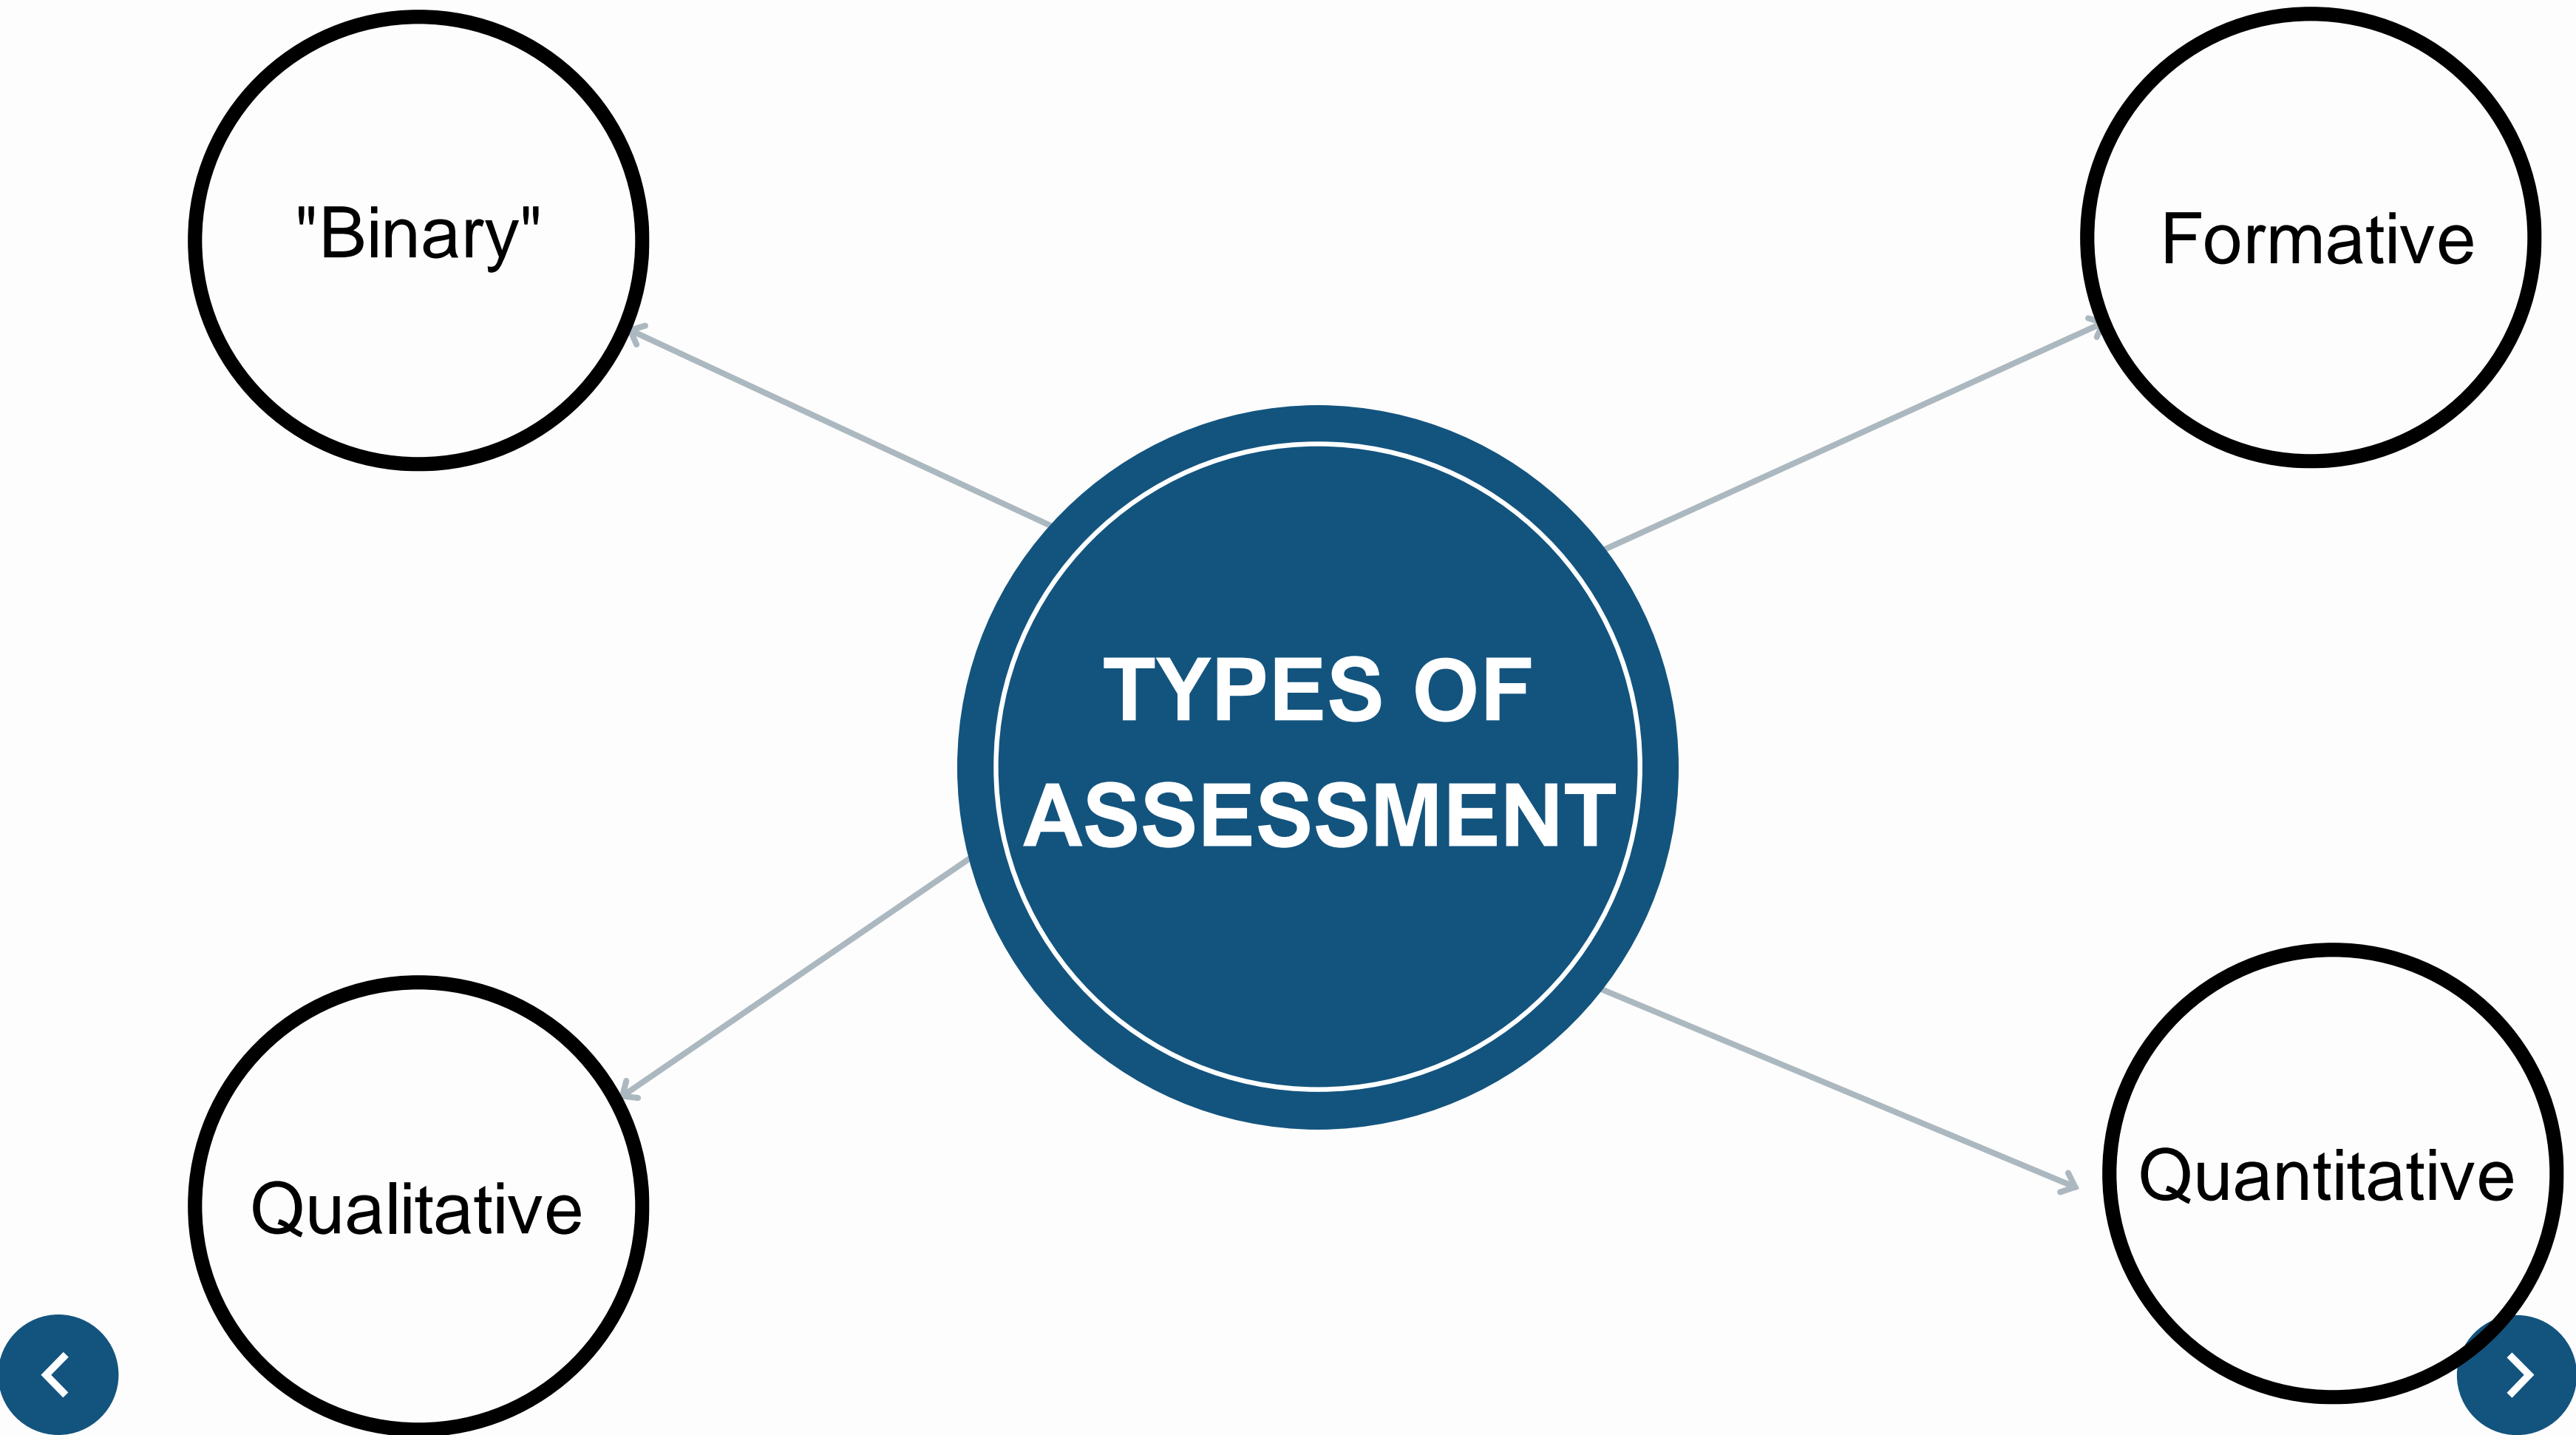 "Binary"
Formative
TYPES OF
ASSESSMENT
Qualitative
Quantitative